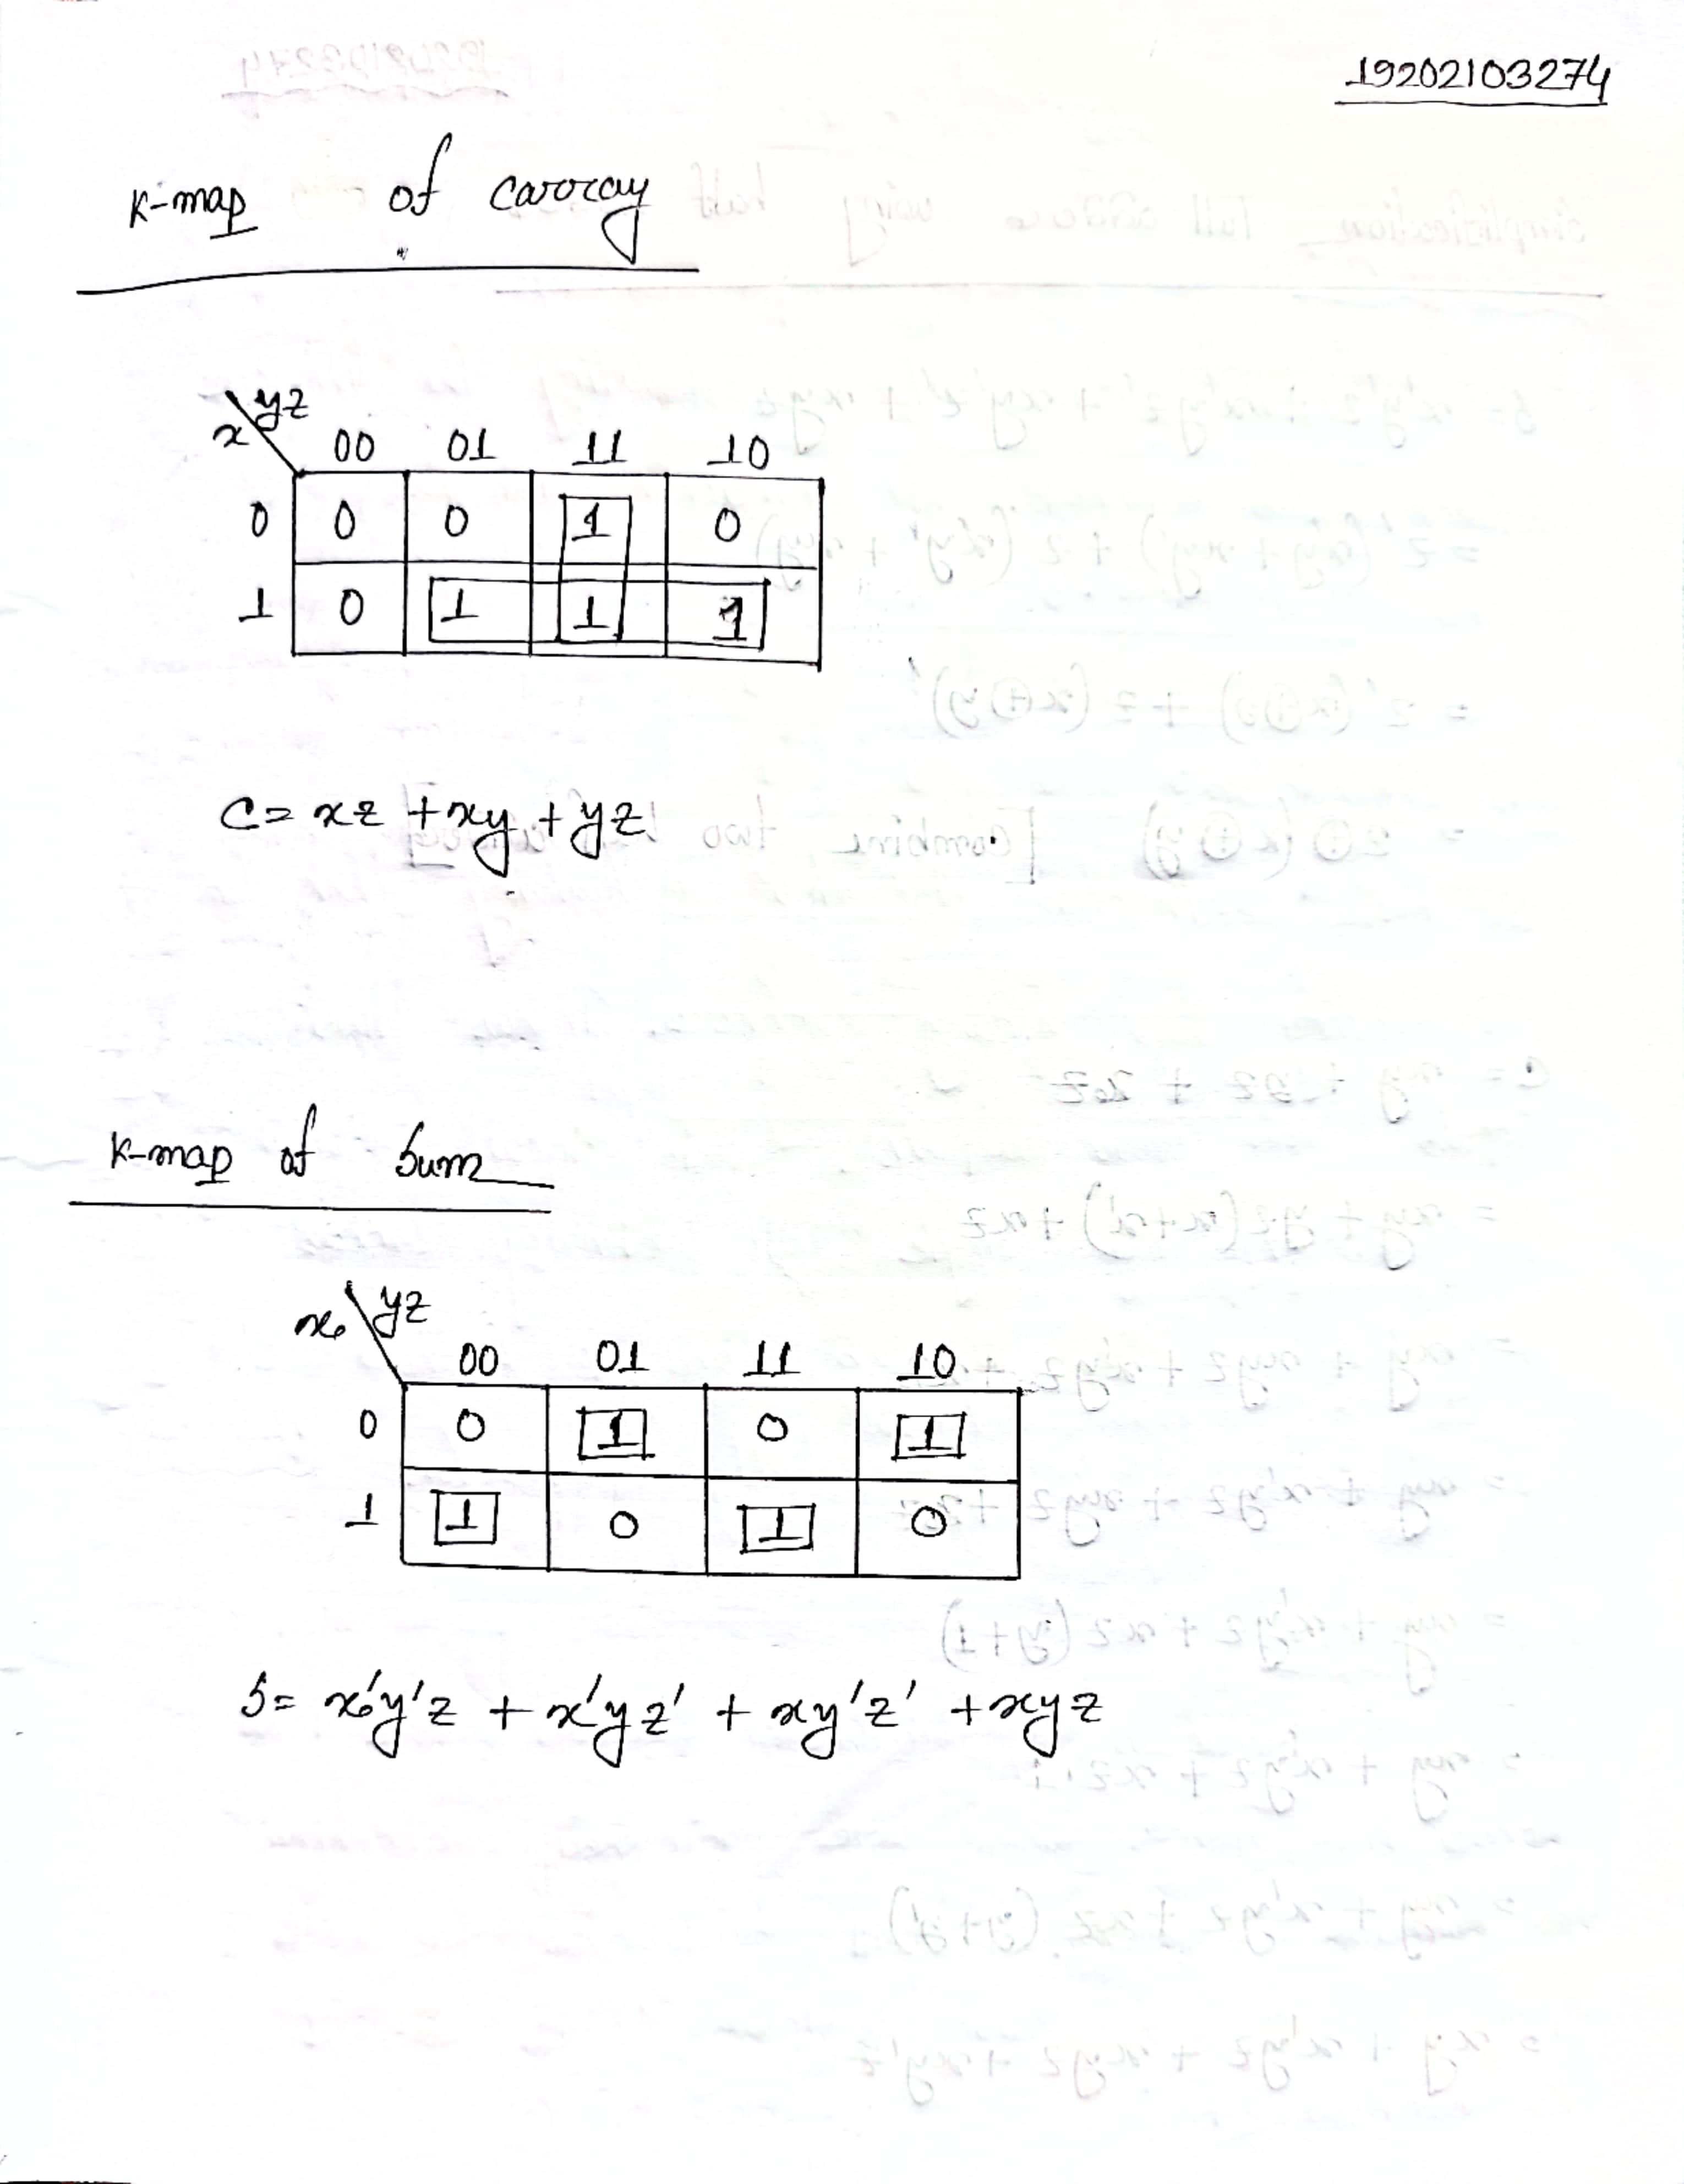 19202103274
K-map of carray
x yz
00 01 11 10
0 0 0 1 0
1 0 1 1 1
C= xz + xy + yz
K-map of Sum
x yz
00 01 11 10
0 0 1 0 1
1 1 0 1 0
S= x'y'z + x'yz' + xy'z' + xyz